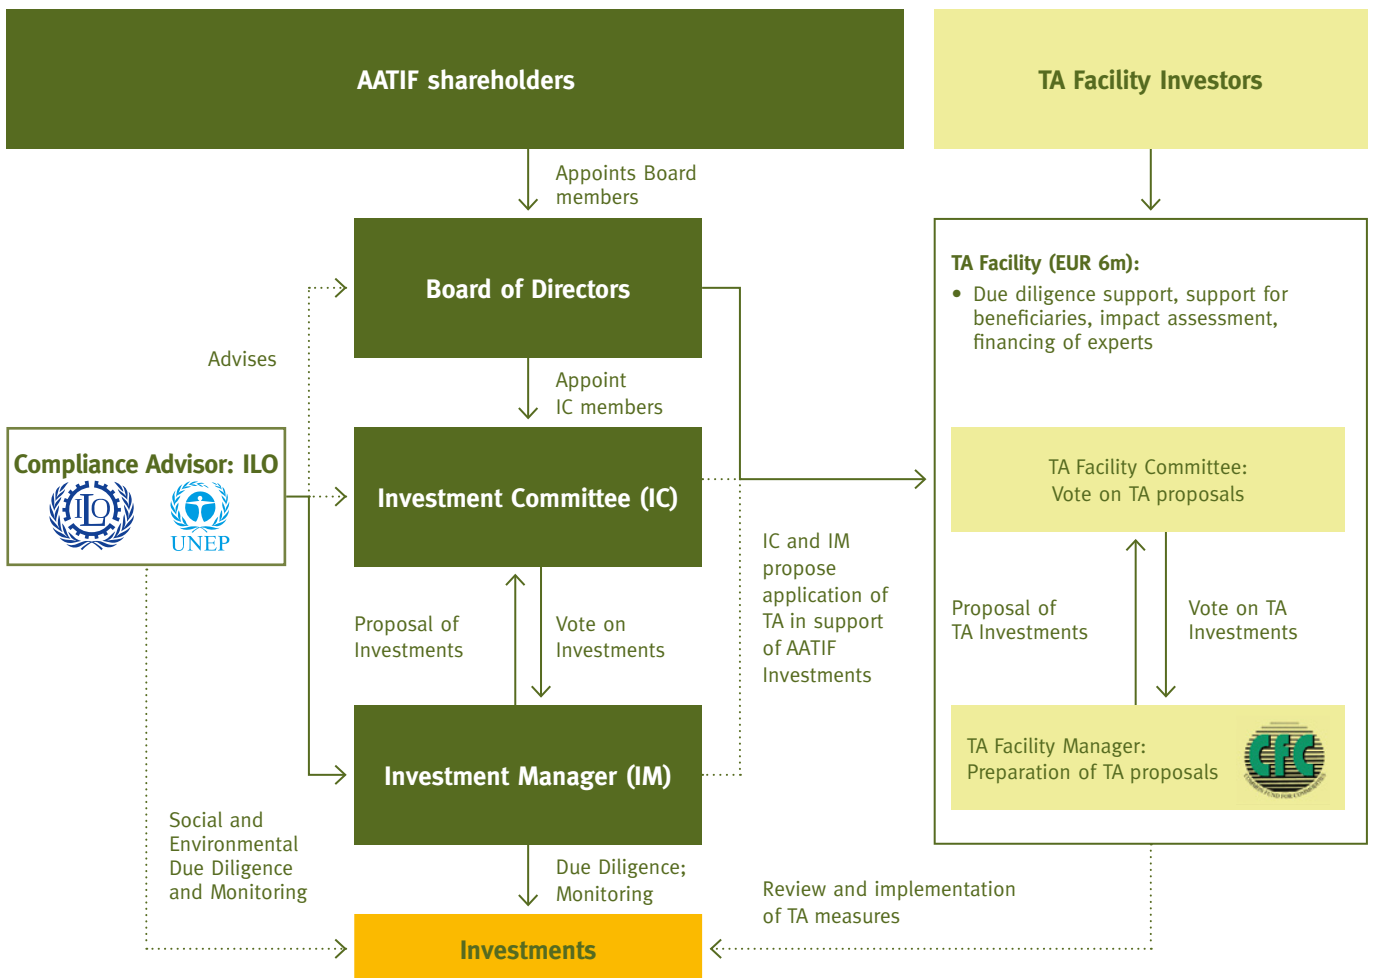 AATIF shareholders
TA Facility Investors
Appoints Board
members
Board of Directors
TA Facility (EUR 6m):
• Due diligence support, support for
beneficiaries, impact assessment,
financing of experts
Advises
Appoint
IC members
Compliance Advisor: ILO
ILO
UNEP
Investment Committee (IC)
TA Facility Committee:
Vote on TA proposals
IC and IM
propose
application of
TA in support
of AATIF
Investments
Proposal of
Investments
Vote on
Investments
Proposal of
TA Investments
Vote on TA
Investments
Investment Manager (IM)
TA Facility Manager:
Preparation of TA proposals
CFC
COMMON FUND FOR COMMODITIES
Social and
Environmental
Due Diligence
and Monitoring
Due Diligence;
Monitoring
Review and implementation
of TA measures
Investments